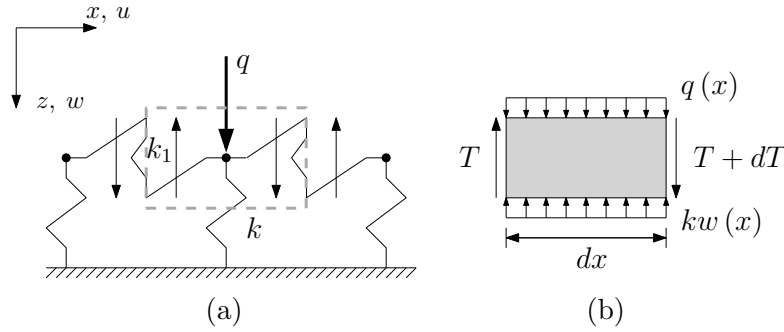 x, u
z, w
q
k₁
k
(a)
q (x)
T
T + dT
kw (x)
dx
(b)